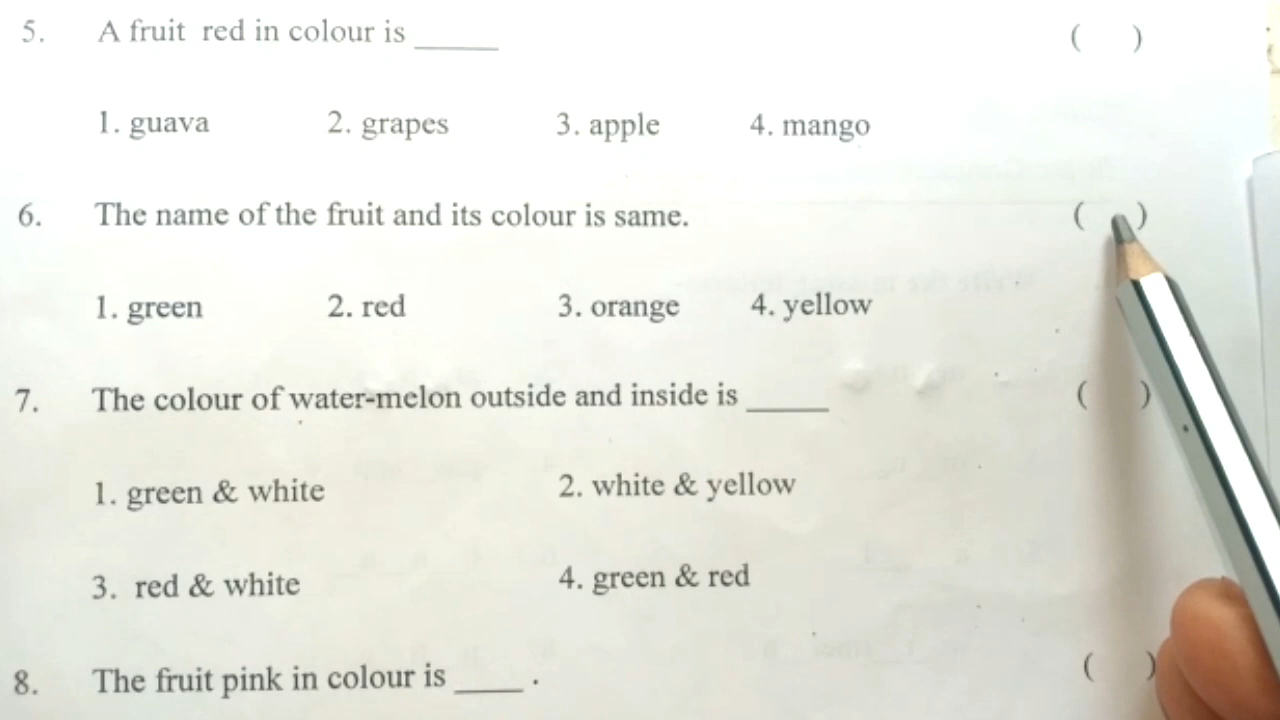 5. A fruit red in colour is _____ ( )
1. guava 2. grapes 3. apple 4. mango
6. The name of the fruit and its colour is same. ( )
1. green 2. red 3. orange 4. yellow
7. The colour of water-melon outside and inside is _____ ( )
1. green & white 2. white & yellow
3. red & white 4. green & red
8. The fruit pink in colour is ____ . ( )